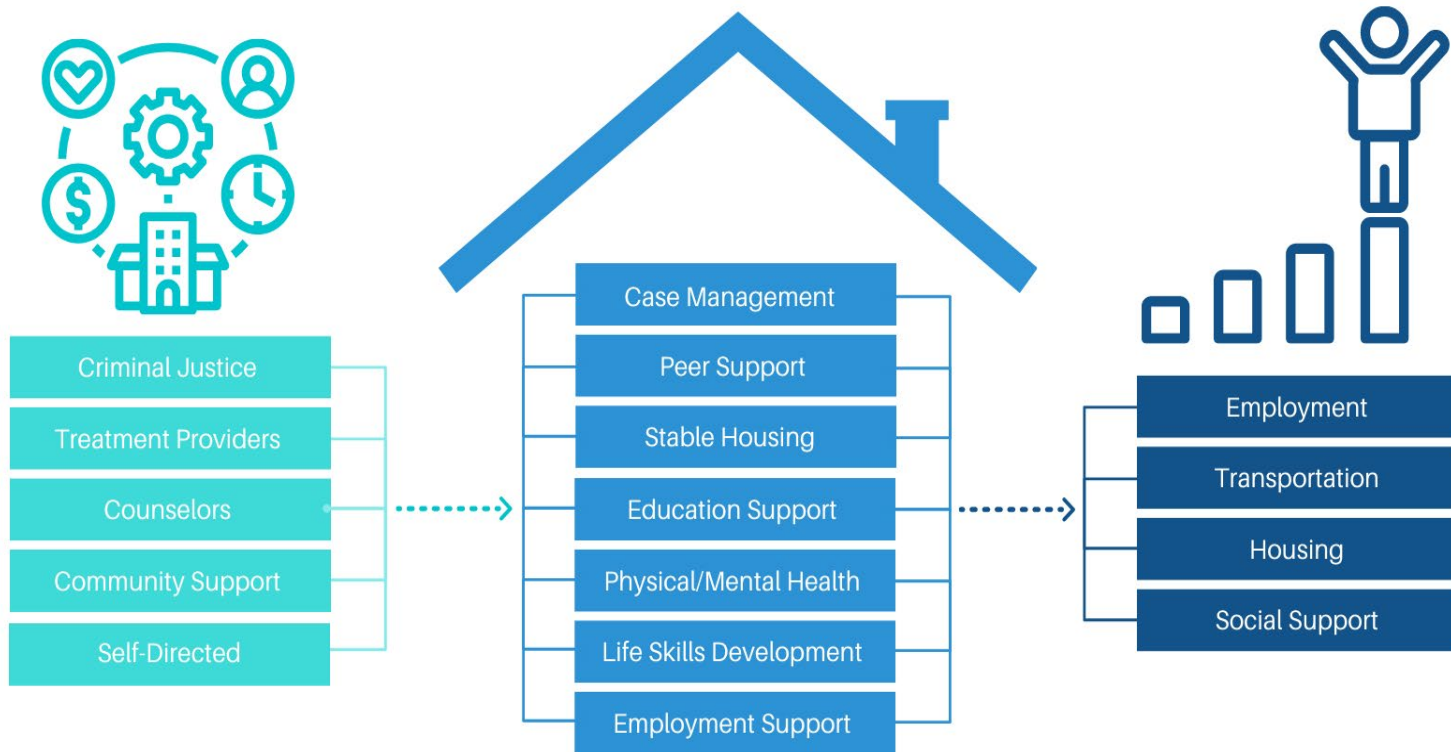 Criminal Justice
Treatment Providers
Counselors
Community Support
Self-Directed
Case Management
Peer Support
Stable Housing
Education Support
Physical/Mental Health
Life Skills Development
Employment Support
Employment
Transportation
Housing
Social Support